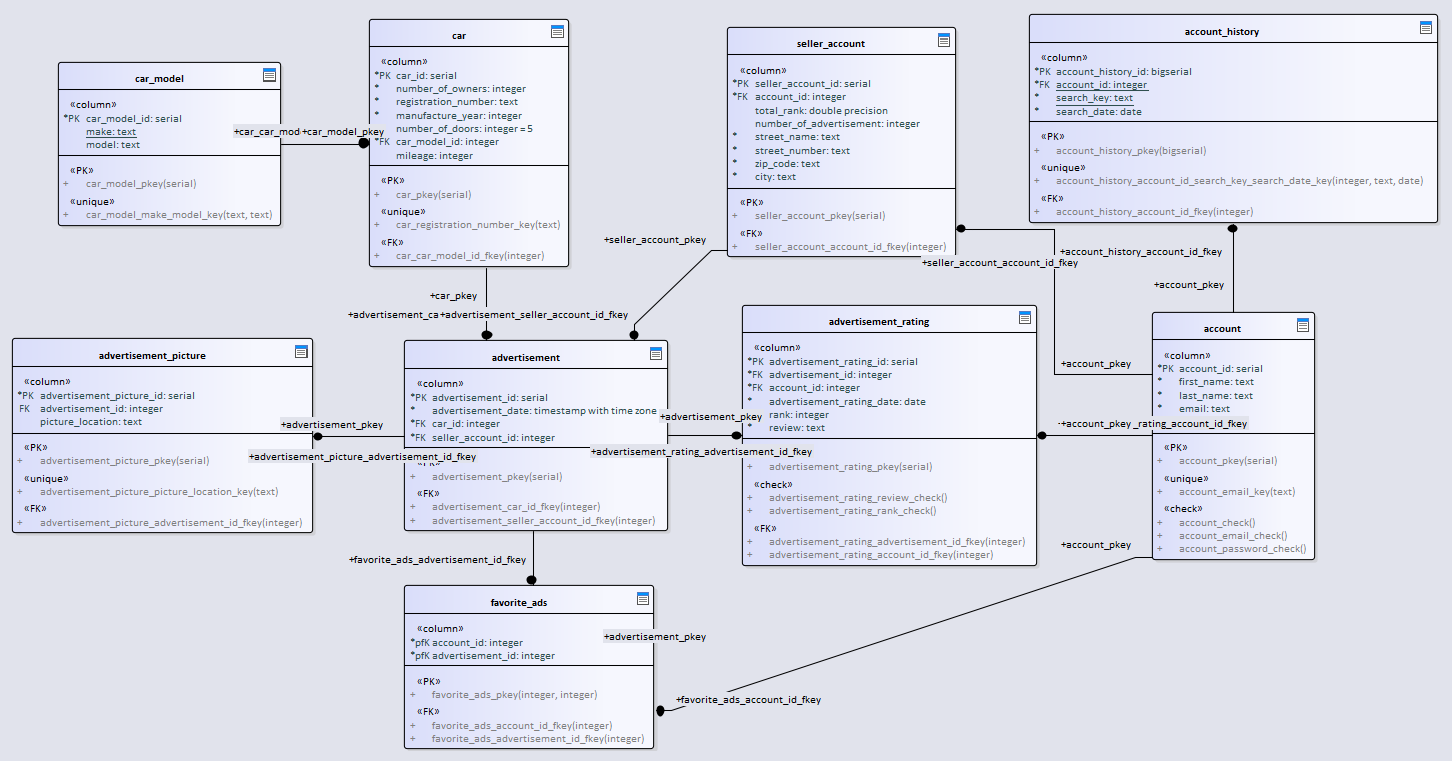 car_model
«column»
*PK car_model_id: serial
make: text
model: text
«PK»
+ car_model_pkey(serial)
«unique»
+ car_model_make_model_key(text, text)
car
«column»
*PK car_id: serial
* number_of_owners: integer
* registration_number: text
* manufacture_year: integer
number_of_doors: integer = 5
*FK car_model_id: integer
mileage: integer
«PK»
+ car_pkey(serial)
«unique»
+ car_registration_number_key(text)
«FK»
+ car_car_model_id_fkey(integer)
+car_car_mod
+car_model_pkey
seller_account
«column»
*PK seller_account_id: serial
*FK account_id: integer
total_rank: double precision
number_of_advertisement: integer
* street_name: text
* street_number: text
* zip_code: text
* city: text
«PK»
+ seller_account_pkey(serial)
«FK»
+ seller_account_account_id_fkey(integer)
account_history
«column»
*PK account_history_id: bigserial
*FK account_id: integer
* search_key: text
* search_date: date
«PK»
+ account_history_pkey(bigserial)
«unique»
+ account_history_account_id_search_key_search_date_key(integer, text, date)
«FK»
+ account_history_account_id_fkey(integer)
+seller_account_pkey
+account_history_account_id_fkey
+seller_account_account_id_fkey
+account_pkey
+car_pkey
+advertisement_ca
+advertisement_seller_account_id_fkey
advertisement_picture
«column»
*PK advertisement_picture_id: serial
FK advertisement_id: integer
picture_location: text
«PK»
+ advertisement_picture_pkey(serial)
«unique»
+ advertisement_picture_picture_location_key(text)
«FK»
+ advertisement_picture_advertisement_id_fkey(integer)
+advertisement_pkey
+advertisement_picture_advertisement_id_fkey
advertisement
«column»
*PK advertisement_id: serial
* advertisement_date: timestamp with time zone
*FK car_id: integer
*FK seller_account_id: integer
+ advertisement_pkey(serial)
«FK»
+ advertisement_car_id_fkey(integer)
+ advertisement_seller_account_id_fkey(integer)
+advertisement_pkey
+advertisement_rating_advertisement_id_fkey
advertisement_rating
«column»
*PK advertisement_rating_id: serial
*FK advertisement_id: integer
*FK account_id: integer
* advertisement_rating_date: date
rank: integer
* review: text
+ advertisement_rating_pkey(serial)
«check»
+ advertisement_rating_review_check()
+ advertisement_rating_rank_check()
«FK»
+ advertisement_rating_advertisement_id_fkey(integer)
+ advertisement_rating_account_id_fkey(integer)
+account_pkey
account
«column»
*PK account_id: serial
* first_name: text
* last_name: text
* email: text
+account_pkey
_rating_account_id_fkey
«PK»
+ account_pkey(serial)
«unique»
+ account_email_key(text)
«check»
+ account_check()
+ account_email_check()
+ account_password_check()
+account_pkey
+favorite_ads_advertisement_id_fkey
favorite_ads
«column»
*pfK account_id: integer
*pfK advertisement_id: integer
«PK»
+ favorite_ads_pkey(integer, integer)
«FK»
+ favorite_ads_account_id_fkey(integer)
+ favorite_ads_advertisement_id_fkey(integer)
+advertisement_pkey
+favorite_ads_account_id_fkey